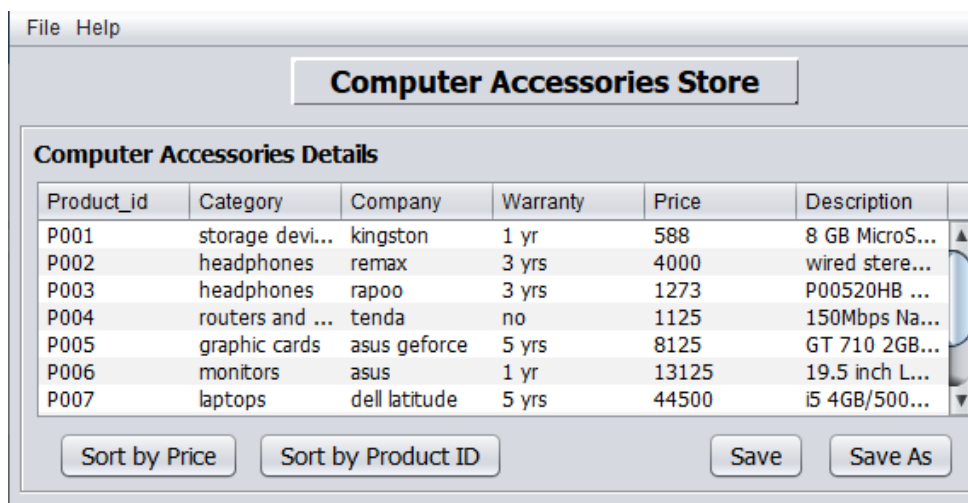 File Help
Computer Accessories Store
Computer Accessories Details
Product_id Category Company Warranty Price Description
P001 storage devi... kingston 1 yr 588 8 GB MicroS...
P002 headphones remax 3 yrs 4000 wired stere...
P003 headphones rapoo 3 yrs 1273 P00520HB ...
P004 routers and ... tenda no 1125 150Mbps Na...
P005 graphic cards asus geforce 5 yrs 8125 GT 710 2GB...
P006 monitors asus 1 yr 13125 19.5 inch L...
P007 laptops dell latitude 5 yrs 44500 i5 4GB/500...
Sort by Price Sort by Product ID Save Save As